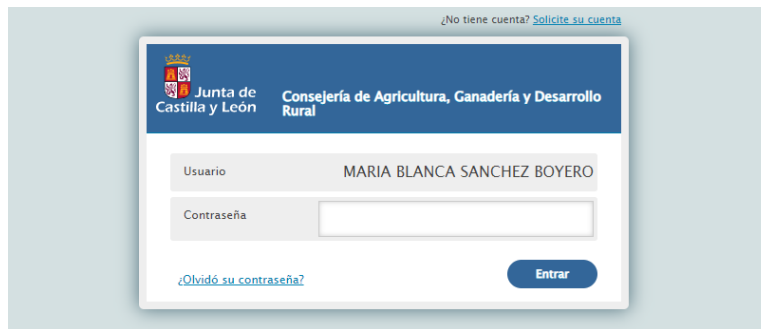 ¿No tiene cuenta? Solicite su cuenta
Junta de
Castilla y León
Consejería de Agricultura, Ganadería y Desarrollo
Rural
Usuario MARIA BLANCA SANCHEZ BOYERO
Contraseña
¿Olvidó su contraseña? Entrar